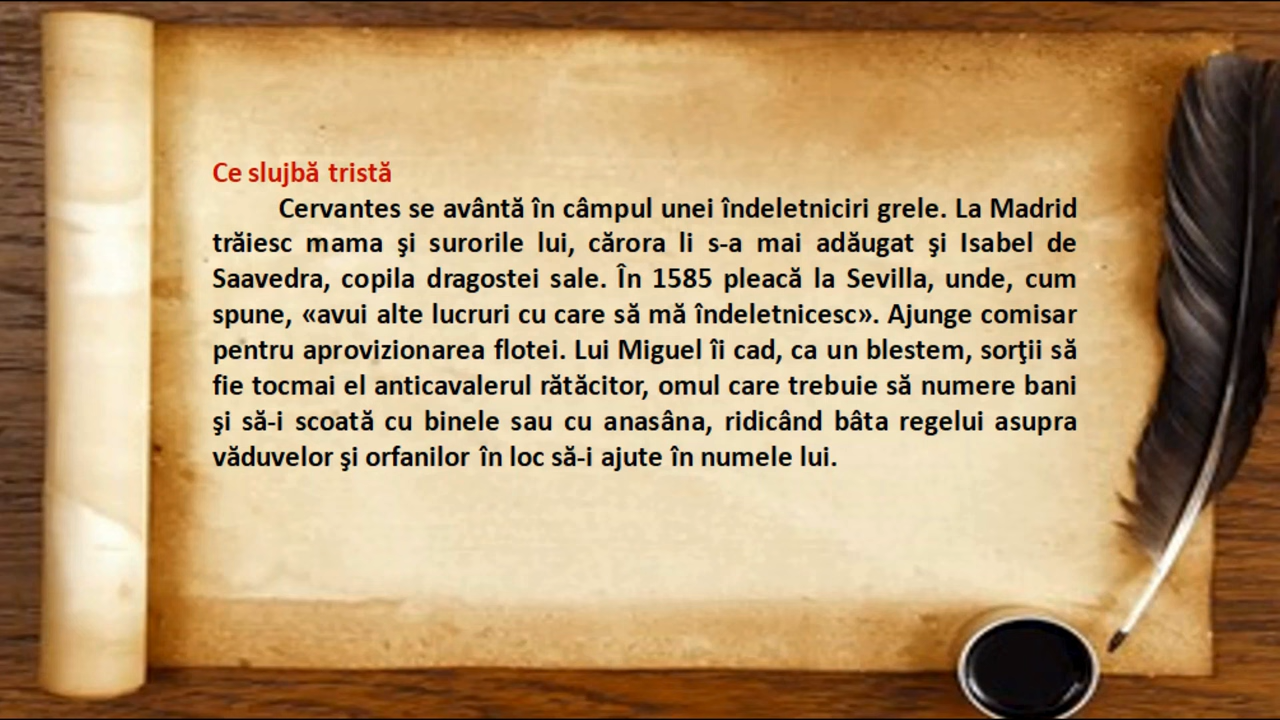 Ce slujbă tristă
Cervantes se avântă în câmpul unei îndeletniciri grele. La Madrid
trăiesc mama şi surorile lui, cărora li s-a mai adăugat şi Isabel de
Saavedra, copila dragostei sale. În 1585 pleacă la Sevilla, unde, cum
spune, «avui alte lucruri cu care să mă îndeletnicesc». Ajunge comisar
pentru aprovizionarea flotei. Lui Miguel îi cad, ca un blestem, sorţii să
fie tocmai el anticavalerul rătăcitor, omul care trebuie să numere bani
şi să-i scoată cu binele sau cu anasâna, ridicând bâta regelui asupra
văduvelor şi orfanilor în loc să-i ajute în numele lui.